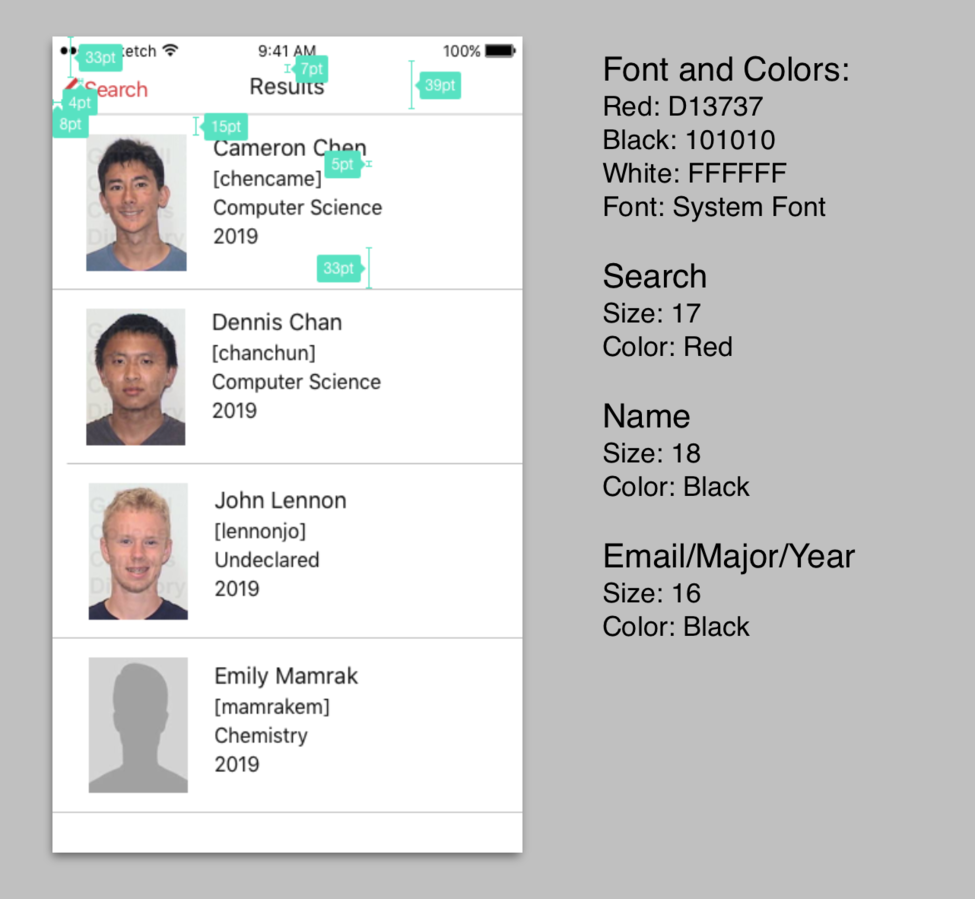 etch 9:41 AM 100%
33pt
7pt
Search Results 39pt
4pt
8pt
15pt
Cameron Chen
5pt
[chencame]
Computer Science
2019
33pt
Dennis Chan
[chanchun]
Computer Science
2019
John Lennon
[lennonjo]
Undeclared
2019
Emily Mamrak
[mamrakem]
Chemistry
2019
Font and Colors:
Red: D13737
Black: 101010
White: FFFFFF
Font: System Font
Search
Size: 17
Color: Red
Name
Size: 18
Color: Black
Email/Major/Year
Size: 16
Color: Black